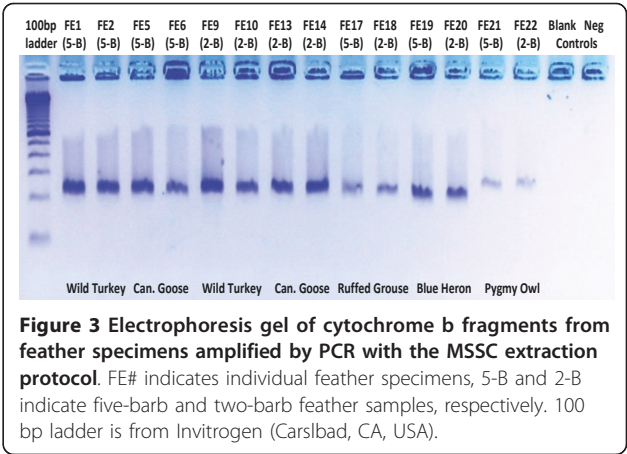 100bp FE1 FE2 FE5 FE6 FE9 FE10 FE13 FE14 FE17 FE18 FE19 FE20 FE21 FE22 Blank Neg
ladder (5-B) (5-B) (5-B) (5-B) (2-B) (2-B) (2-B) (2-B) (5-B) (2-B) (5-B) (2-B) (5-B) (2-B) Controls
Wild Turkey Can. Goose Wild Turkey Can. Goose Ruffed Grouse Blue Heron Pygmy Owl
Figure 3 Electrophoresis gel of cytochrome b fragments from
feather specimens amplified by PCR with the MSSC extraction
protocol. FE# indicates individual feather specimens, 5-B and 2-B
indicate five-barb and two-barb feather samples, respectively. 100
bp ladder is from Invitrogen (Carslbad, CA, USA).